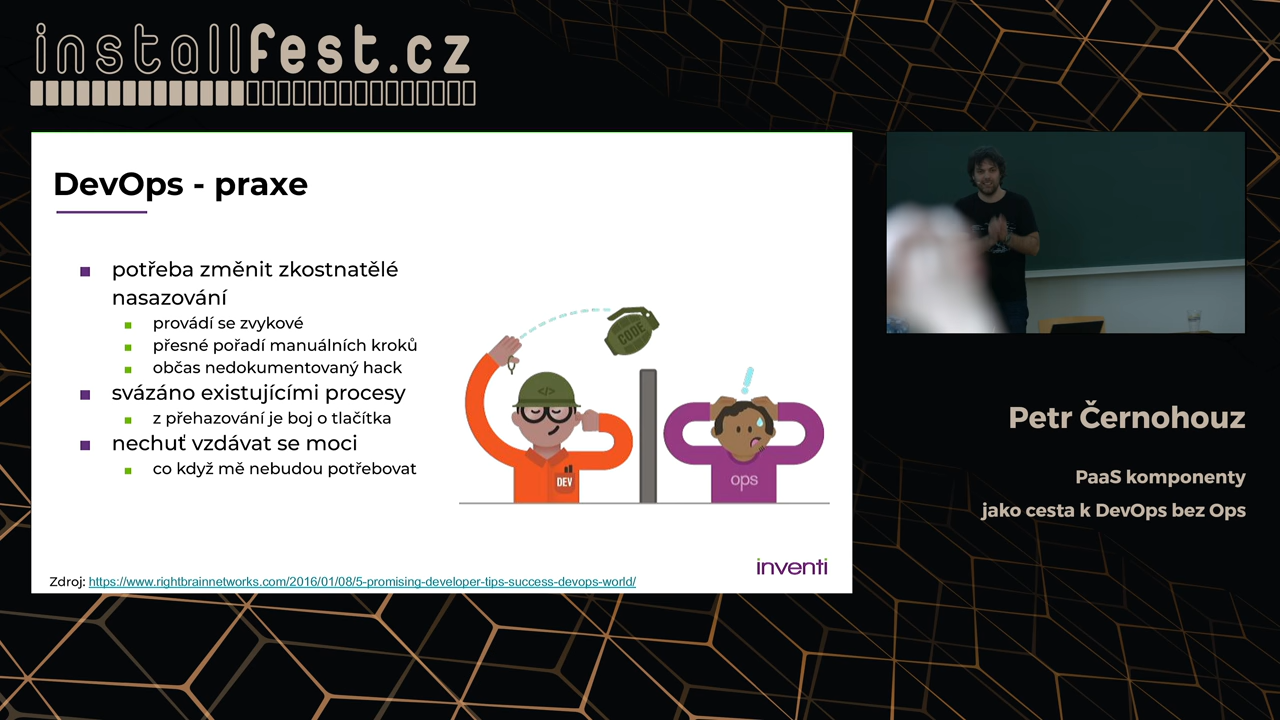 installfest.cz
DevOps - praxe
potřeba změnit zkostnatělé
nasazování
provádí se zvykové
přesné pořadí manuálních kroků
občas nedokumentovaný hack
svázáno existujícími procesy
z přehazování je boj o tlačítka
nechuť vzdávat se moci
co když mě nebudou potřebovat
CODE
</>
DEV
!
ops
inventi
Zdroj: https://www.rightbrainnetworks.com/2016/01/08/5-promising-developer-tips-success-devops-world/
Petr Černohouz
PaaS komponenty
jako cesta k DevOps bez Ops